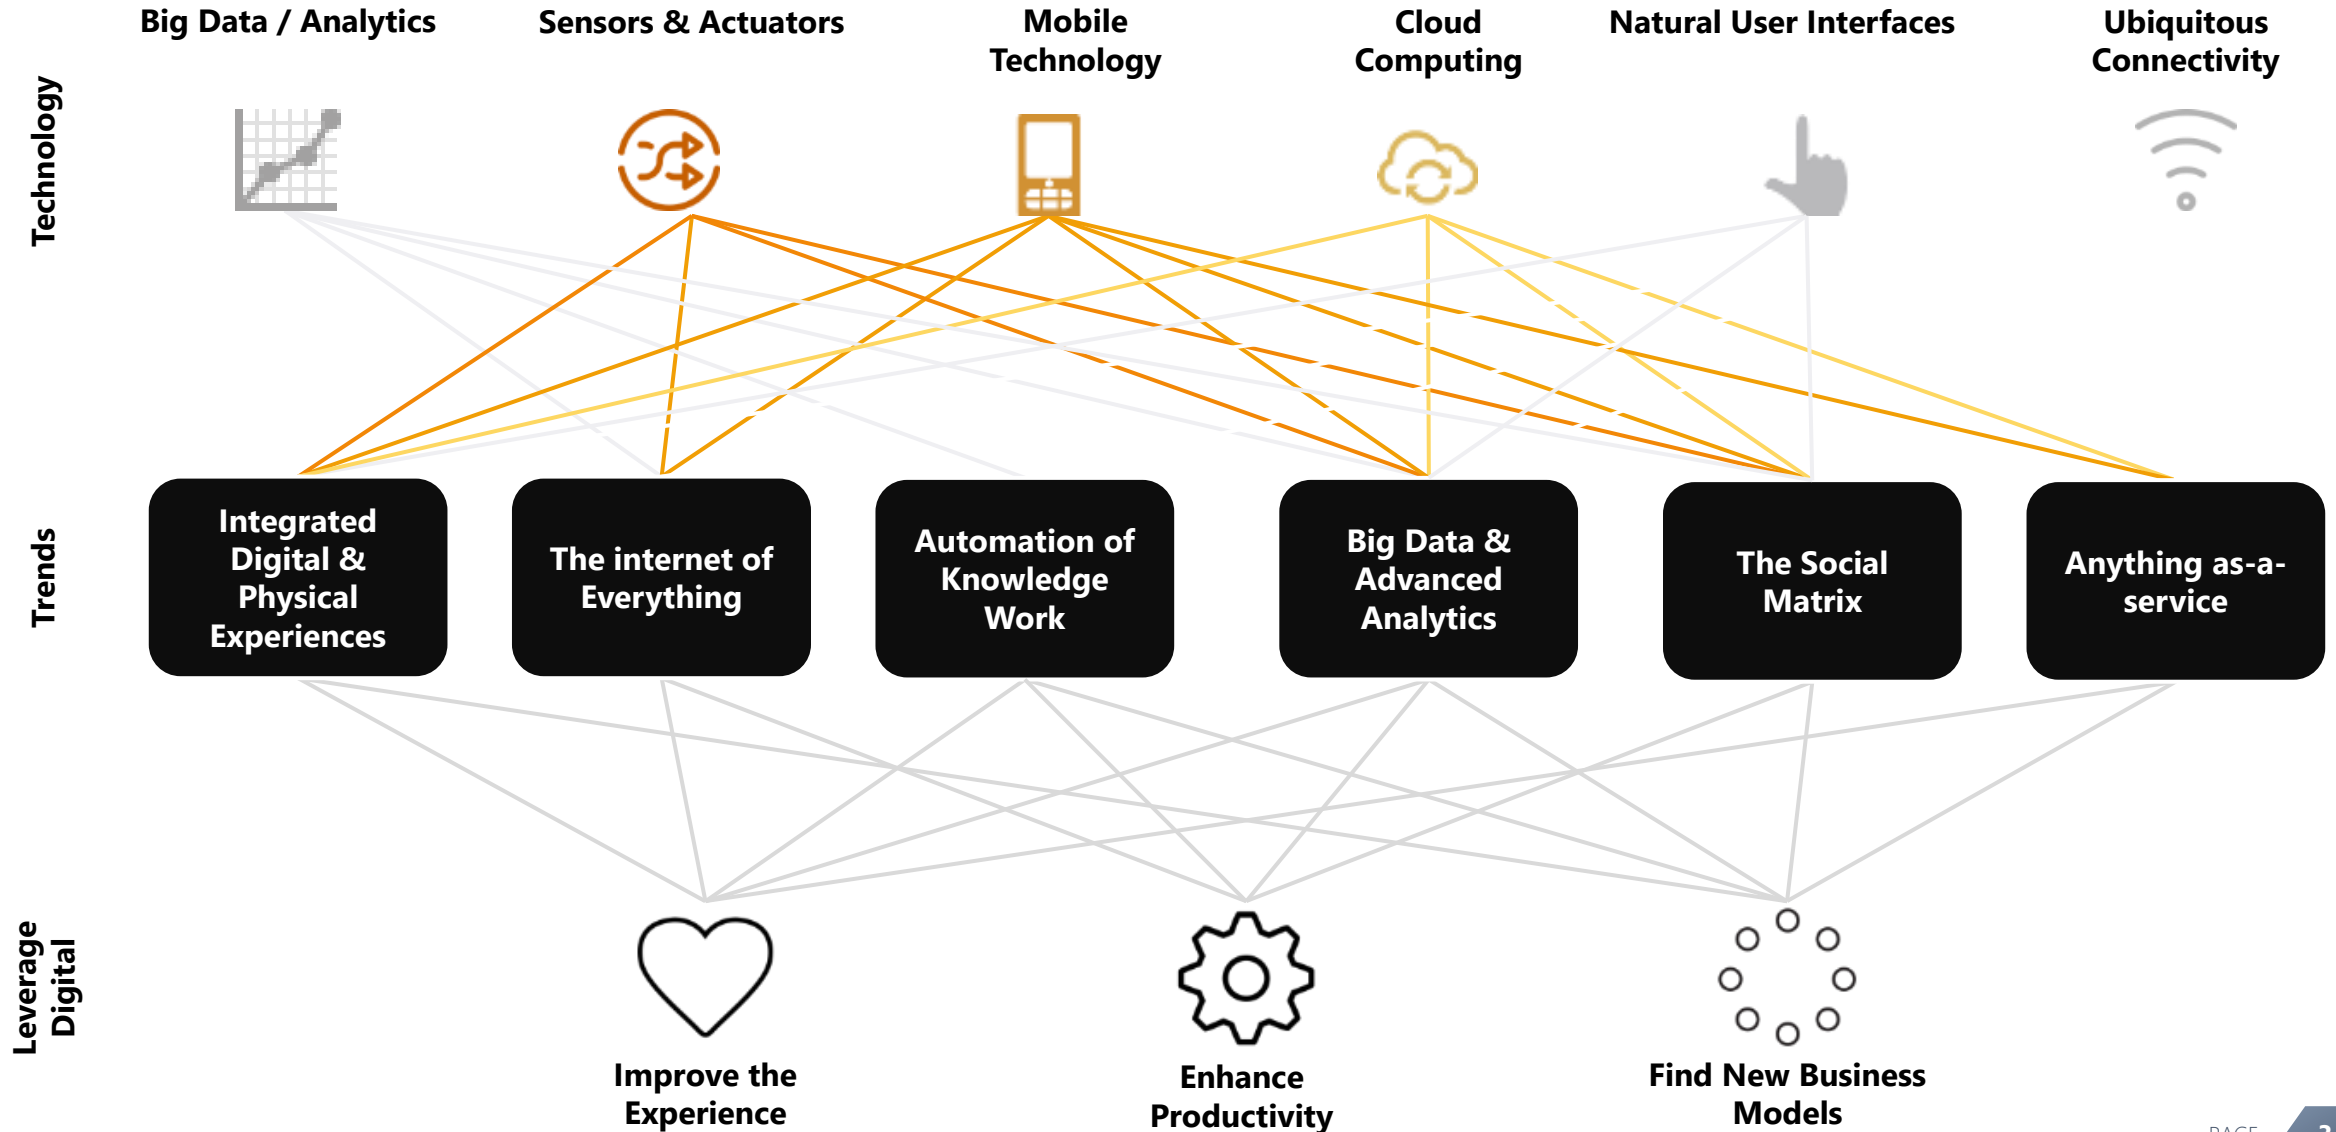 Big Data / Analytics
Sensors & Actuators
Mobile
Technology
Cloud
Computing
Natural User Interfaces
Ubiquitous
Connectivity
Technology
Integrated
Digital &
Physical
Experiences
The internet of
Everything
Automation of
Knowledge
Work
Big Data &
Advanced
Analytics
The Social
Matrix
Anything as-a-
service
Trends
Leverage
Digital
Improve the
Experience
Enhance
Productivity
Find New Business
Models
PAGE